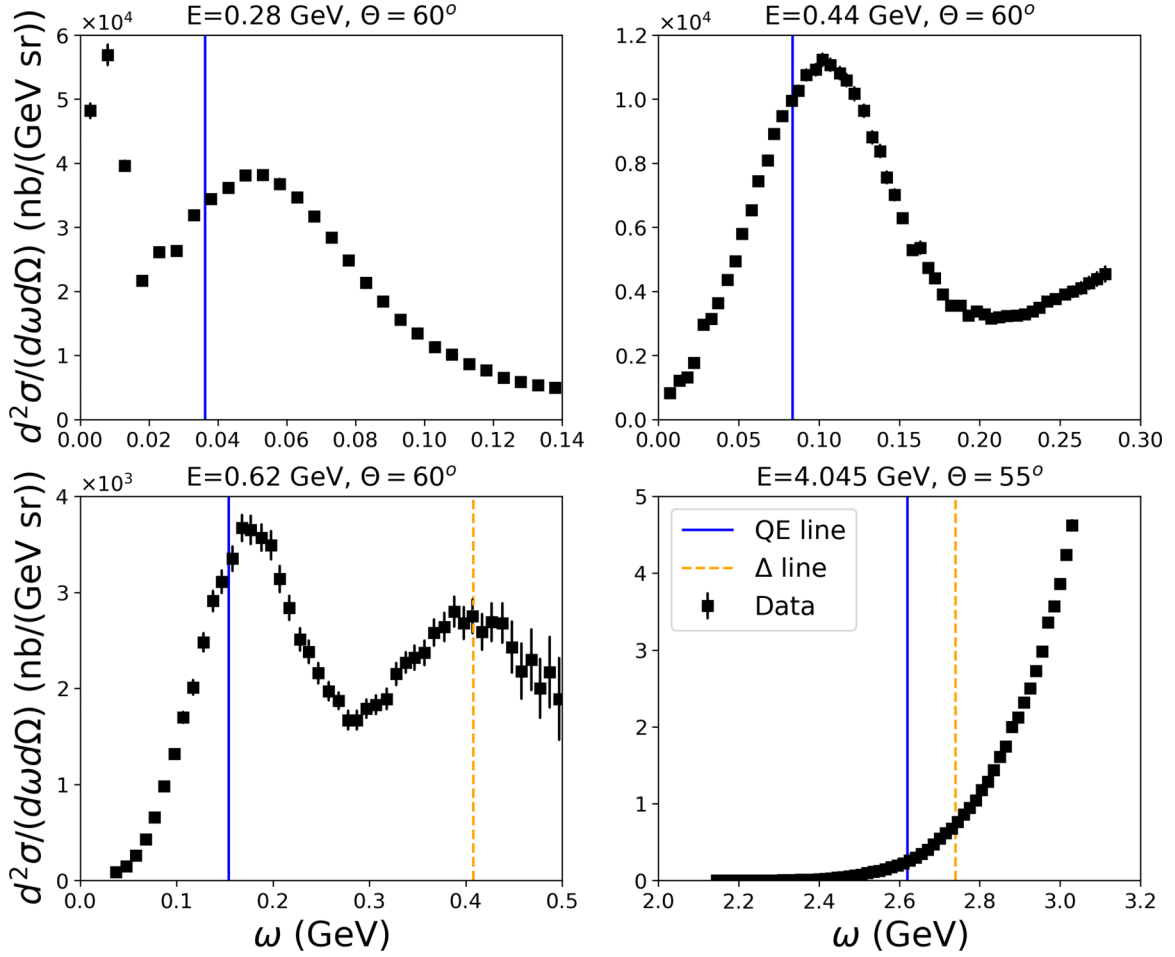 E=0.28 GeV, Θ = 60°
×10⁴
6
5
4
3
2
1
0
0.00 0.02 0.04 0.06 0.08 0.10 0.12 0.14
d²σ/(dωdΩ) (nb/(GeV sr))
E=0.44 GeV, Θ = 60°
×10⁴
1.2
1.0
0.8
0.6
0.4
0.2
0.0
0.00 0.05 0.10 0.15 0.20 0.25 0.30
E=0.62 GeV, Θ = 60°
×10³
4
3
2
1
0
0.0 0.1 0.2 0.3 0.4 0.5
d²σ/(dωdΩ) (nb/(GeV sr))
ω (GeV)
E=4.045 GeV, Θ = 55°
5
4
3
2
1
0
QE line
Δ line
Data
2.0 2.2 2.4 2.6 2.8 3.0 3.2
ω (GeV)